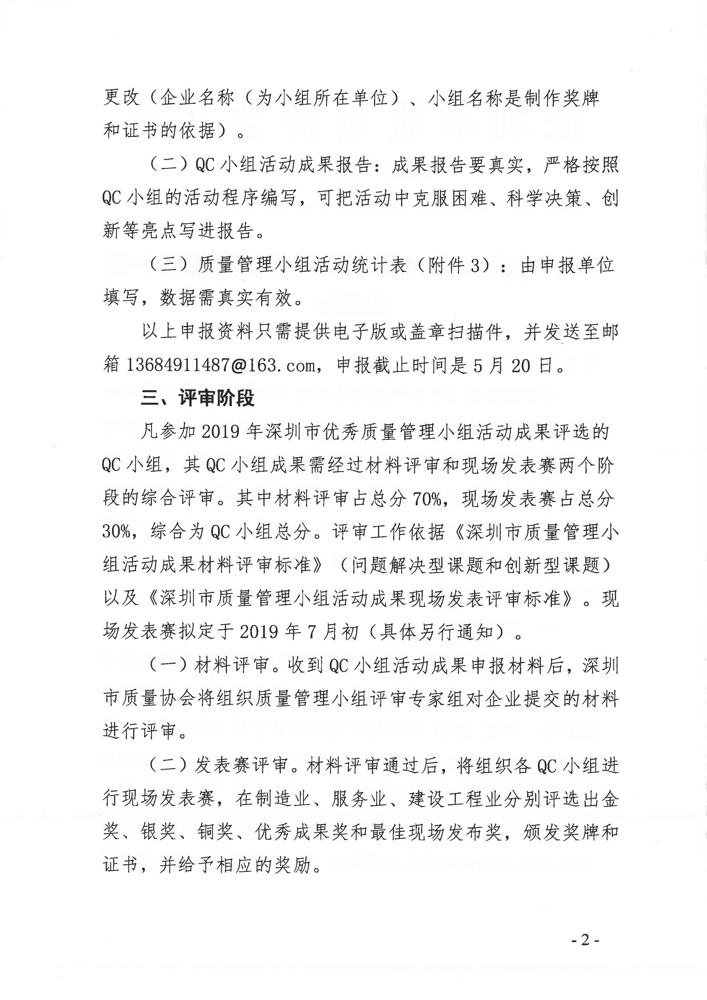 更改（企业名称（为小组所在单位）、小组名称是制作奖牌
和证书的依据）。
（二）QC 小组活动成果报告：成果报告要真实，严格按照
QC 小组的活动程序编写，可把活动中克服困难、科学决策、创
新等亮点写进报告。
（三）质量管理小组活动统计表（附件 3）：由申报单位
填写，数据需真实有效。
以上申报资料只需提供电子版或盖章扫描件，并发送至邮
箱 13684911487@163.com，申报截止时间是 5 月 20 日。
三、评审阶段
凡参加 2019 年深圳市优秀质量管理小组活动成果评选的
QC 小组，其 QC 小组成果需经过材料评审和现场发表赛两个阶
段的综合评审。其中材料评审占总分 70%，现场发表赛占总分
30%，综合为 QC 小组总分。评审工作依据《深圳市质量管理小
组活动成果材料评审标准》（问题解决型课题和创新型课题）
以及《深圳市质量管理小组活动成果现场发表评审标准》。现
场发表赛拟定于 2019 年 7 月初（具体另行通知）。
（一）材料评审。收到 QC 小组活动成果申报材料后，深圳
市质量协会将组织质量管理小组评审专家组对企业提交的材料
进行评审。
（二）发表赛评审。材料评审通过后，将组织各 QC 小组进
行现场发表赛，在制造业、服务业、建设工程业分别评选出金
奖、银奖、铜奖、优秀成果奖和最佳现场发布奖，颁发奖牌和
证书，并给予相应的奖励。
- 2 -